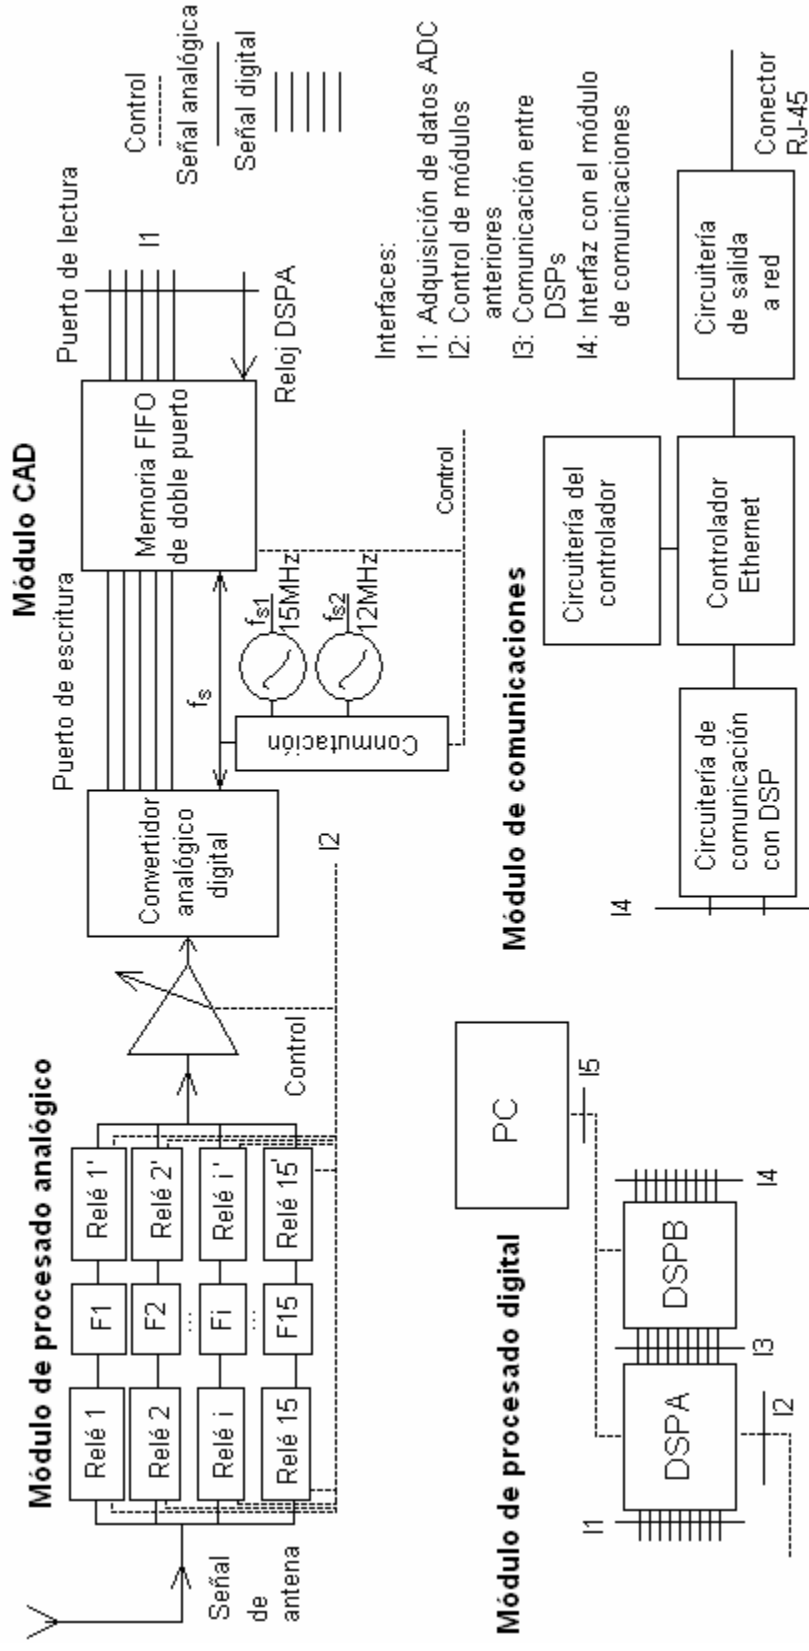 Módulo de procesado analógico
Señal
de
antena
Relé 1
F1
Relé 1'
Relé 2
F2
Relé 2'
...
Relé i
Fi
Relé i'
...
Relé 15
F15
Relé 15'
Control
I2
Módulo CAD
Convertidor
analógico
digital
Puerto de escritura
fs
Conmutación
fs1
15MHz
fs2
12MHz
Control
Memoria FIFO
de doble puerto
Puerto de lectura
I1
Reloj DSPA
Control
Señal analógica
Señal digital
Interfaces:
I1: Adquisición de datos ADC
I2: Control de módulos
anteriores
I3: Comunicación entre
DSPs
I4: Interfaz con el módulo
de comunicaciones
Módulo de procesado digital
I1
DSPA
I2
I3
DSPB
I4
PC
I5
Módulo de comunicaciones
I4
Circuitería de
comunicación
con DSP
Circuitería del
controlador
Controlador
Ethernet
Circuitería
de salida
a red
Conector
RJ-45